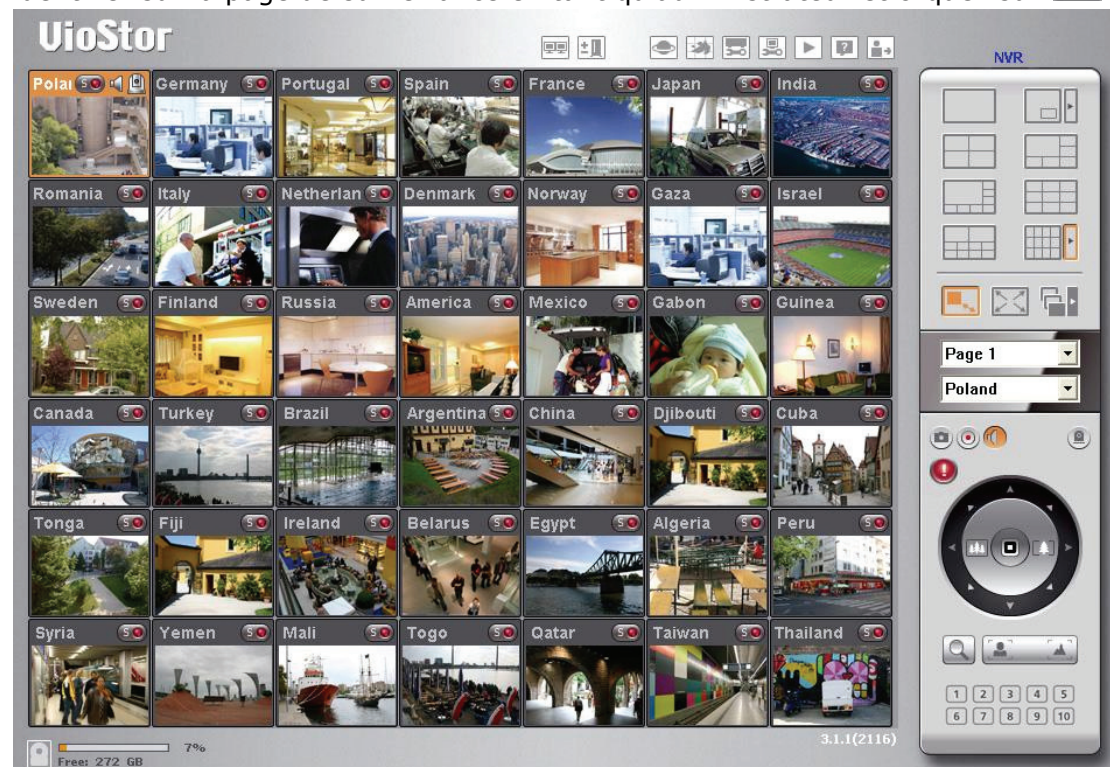 VioStor
NVR
Polar S Germany S Portugal S Spain S France S Japan S India S
Romania S Italy S Netherlan S Denmark S Norway S Gaza S Israel S
Sweden S Finland S Russia S America S Mexico S Gabon S Guinea S
Page 1
Poland
Canada S Turkey S Brazil S Argentina S China S Djibouti S Cuba S
Tonga S Fiji S Ireland S Belarus S Egypt S Algeria S Peru S
Syria S Yemen S Mali S Togo S Qatar S Taiwan S Thailand S
1 2 3 4 5
6 7 8 9 10
3.1.1(2116)
7%
Free: 272 GB